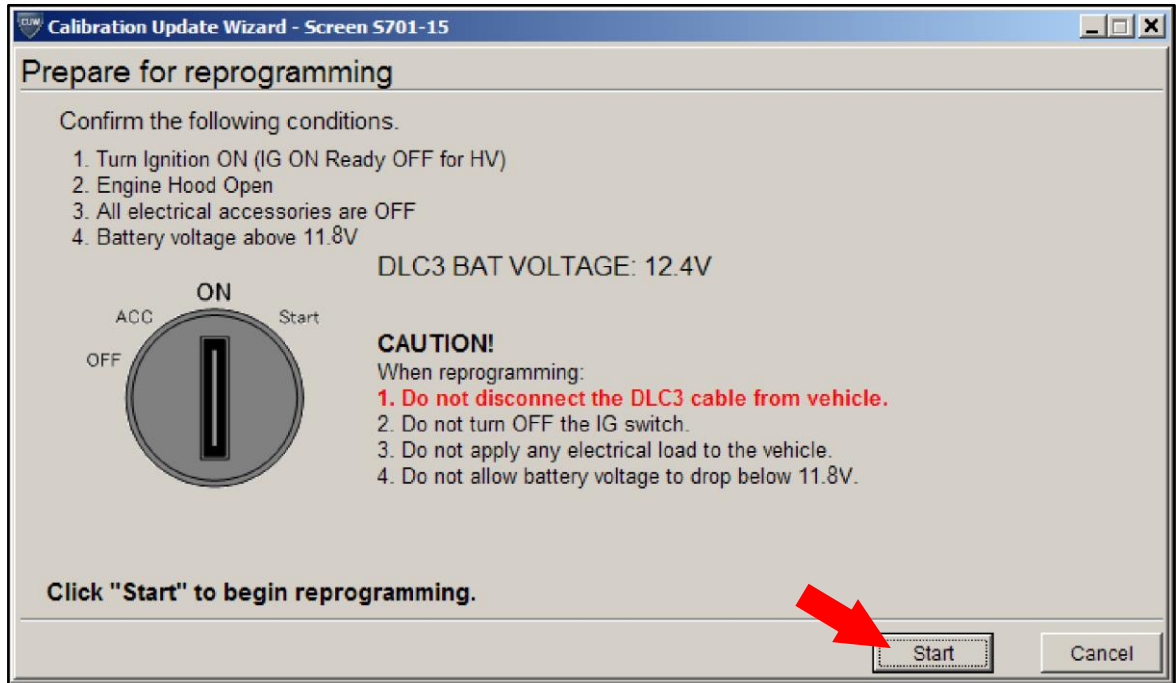 CUW Calibration Update Wizard - Screen S701-15
Prepare for reprogramming
Confirm the following conditions.
1. Turn Ignition ON (IG ON Ready OFF for HV)
2. Engine Hood Open
3. All electrical accessories are OFF
4. Battery voltage above 11.8V
DLC3 BAT VOLTAGE: 12.4V
ON
ACC
Start
OFF
CAUTION!
When reprogramming:
1. Do not disconnect the DLC3 cable from vehicle.
2. Do not turn OFF the IG switch.
3. Do not apply any electrical load to the vehicle.
4. Do not allow battery voltage to drop below 11.8V.
Click "Start" to begin reprogramming.
Start
Cancel